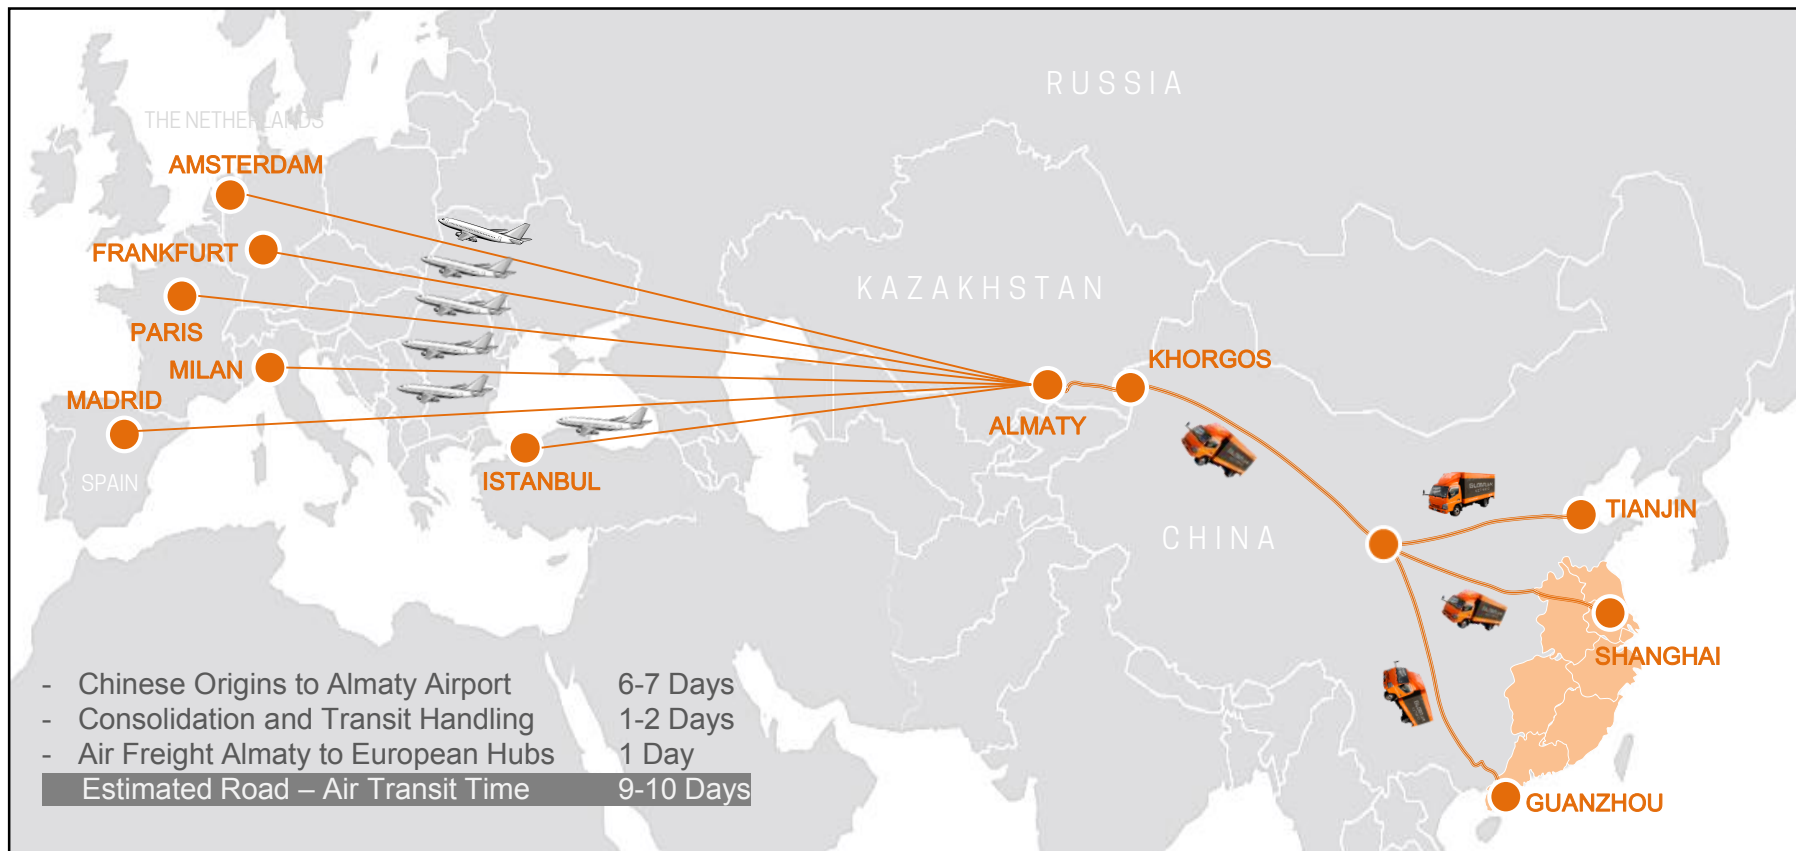 RUSSIA
THE NETHERLANDS
AMSTERDAM
FRANKFURT
KAZAKHSTAN
PARIS
KHORGOS
MILAN
MADRID
ALMATY
ISTANBUL
SPAIN
TIANJIN
CHINA
SHANGHAI
- Chinese Origins to Almaty Airport 6-7 Days
- Consolidation and Transit Handling 1-2 Days
- Air Freight Almaty to European Hubs 1 Day
Estimated Road – Air Transit Time 9-10 Days
GUANZHOU